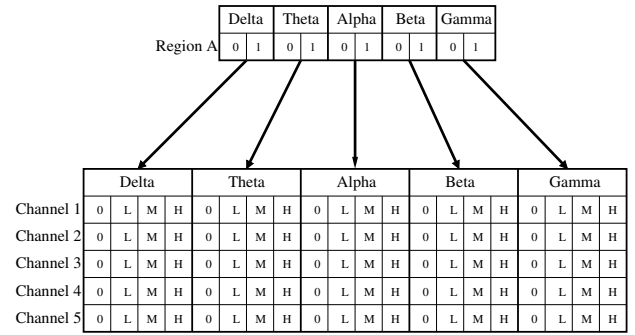 Delta Theta Alpha Beta Gamma
Region A 0 1 0 1 0 1 0 1 0 1
Delta Theta Alpha Beta Gamma
Channel 1 0 L M H 0 L M H 0 L M H 0 L M H 0 L M H
Channel 2 0 L M H 0 L M H 0 L M H 0 L M H 0 L M H
Channel 3 0 L M H 0 L M H 0 L M H 0 L M H 0 L M H
Channel 4 0 L M H 0 L M H 0 L M H 0 L M H 0 L M H
Channel 5 0 L M H 0 L M H 0 L M H 0 L M H 0 L M H